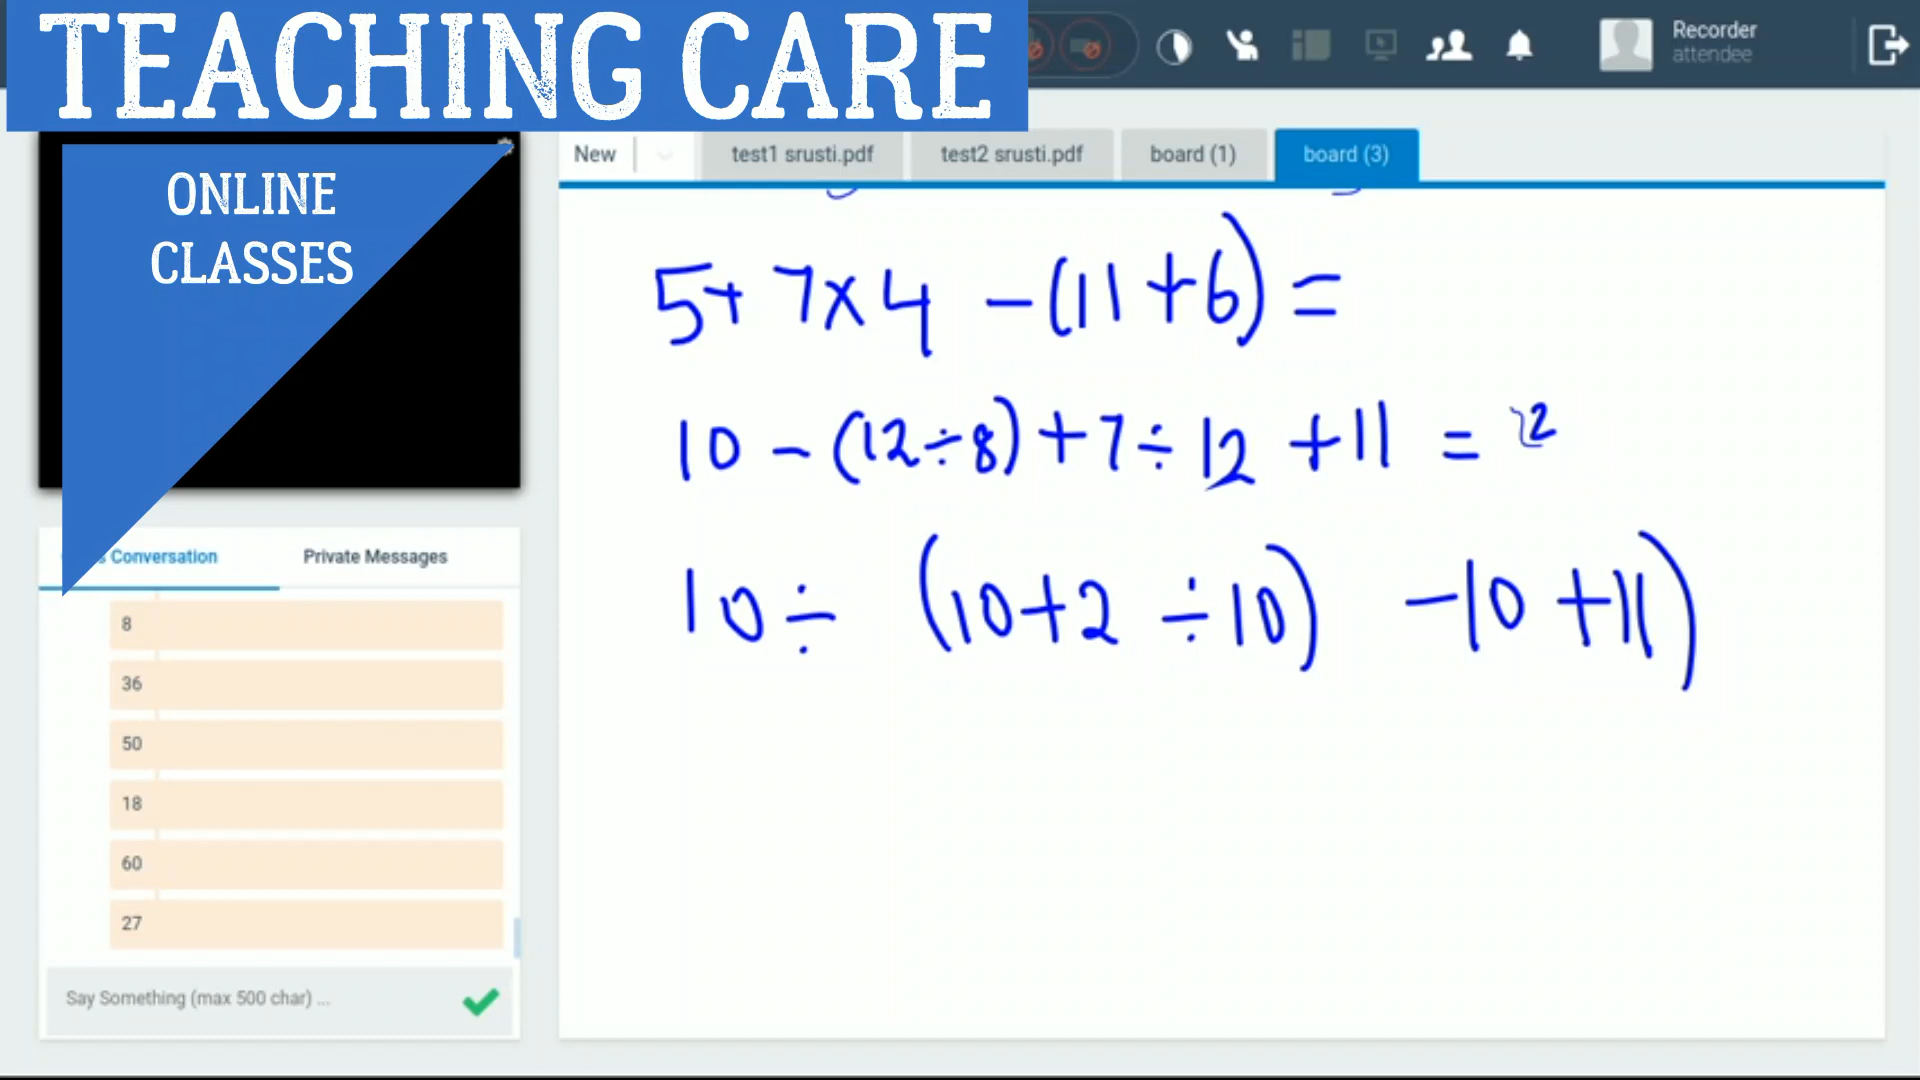 TEACHING CARE
ONLINE
CLASSES
Recorder
attendee
New
test1 srusti.pdf
test2 srusti.pdf
board (1)
board (3)
5+ 7×4 -(11+6)=
10 - (12÷8)+7÷12 +11 =
10÷ (10+2 ÷10) -10 +11)
Conversation
Private Messages
8
36
50
18
60
27
Say Something (max 500 char) ...